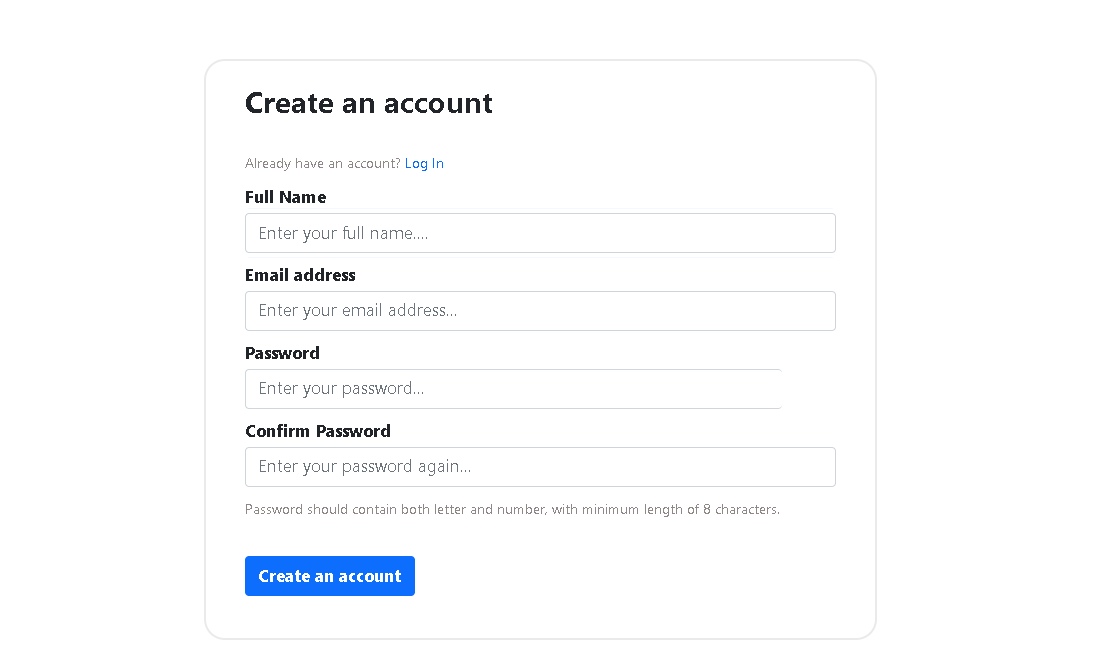 Create an account
Already have an account? Log In
Full Name
Enter your full name....
Email address
Enter your email address...
Password
Enter your password...
Confirm Password
Enter your password again...
Password should contain both letter and number, with minimum length of 8 characters.
Create an account